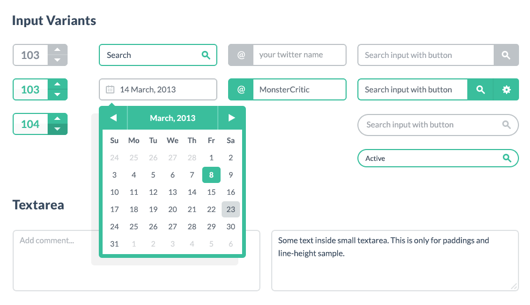 Input Variants
103
Search
@
your twitter name
Search input with button
103
14 March, 2013
@
MonsterCritic
Search input with button
104
March, 2013
Search input with button
Su Mo Tu We Th Fr Sa
24 25 26 27 28 1 2
Active
3 4 5 6 7 8 9
10 11 12 13 14 15 16
17 18 19 20 21 22 23
24 25 26 27 28 29 30
31 1 2 3 4 5 6
Textarea
Add comment...
Some text inside small textarea. This is only for paddings and
line-height sample.